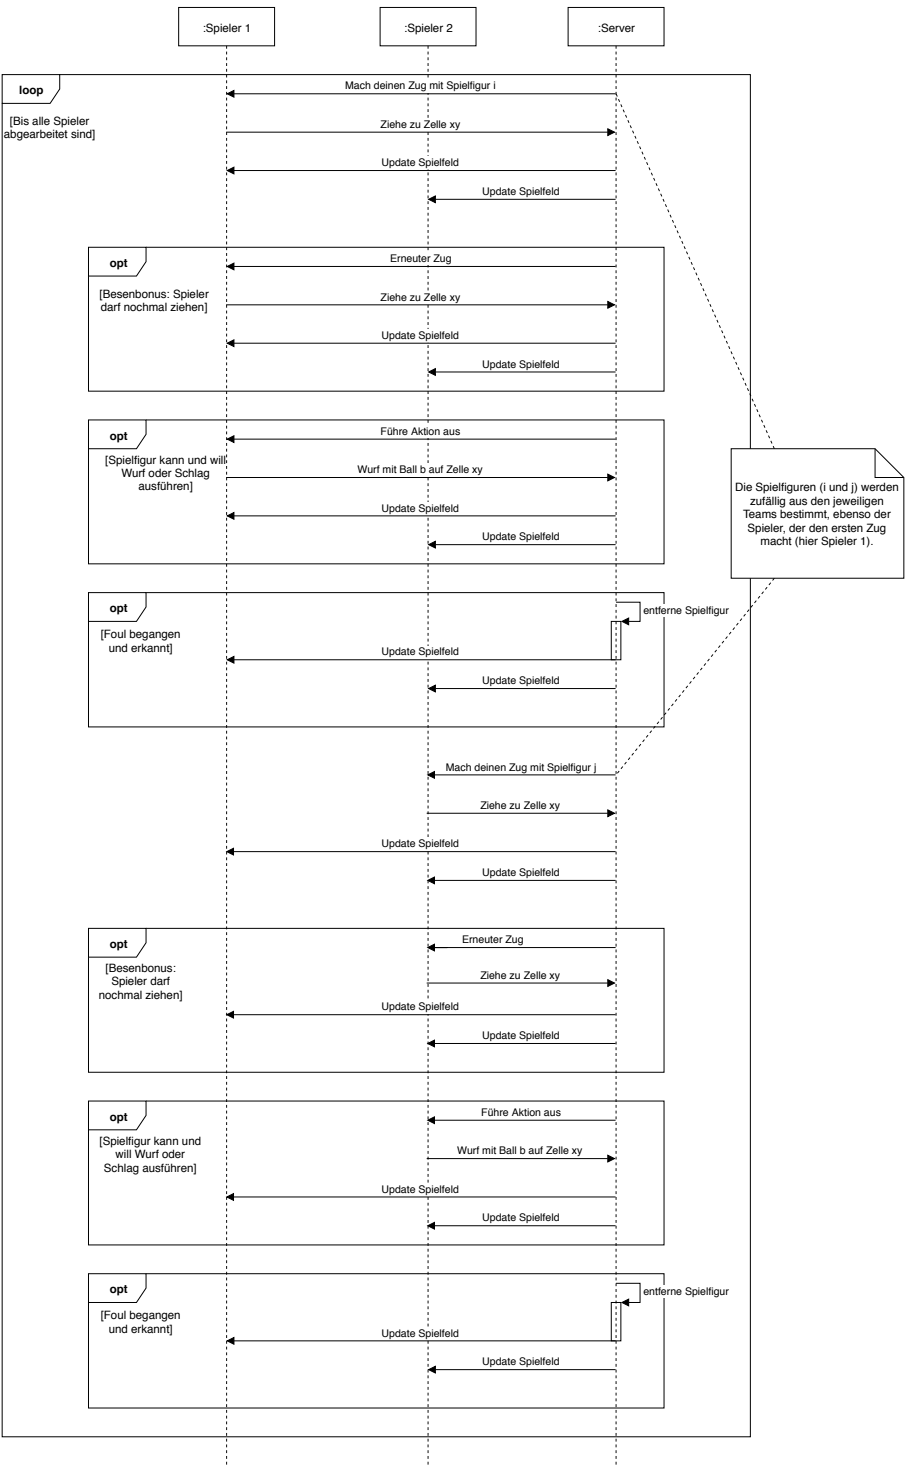 :Spieler 1
:Spieler 2
:Server
loop
[Bis alle Spieler
abgearbeitet sind]
Mach deinen Zug mit Spielfigur i
Ziehe zu Zelle xy
Update Spielfeld
Update Spielfeld
opt
[Besenbonus: Spieler
darf nochmal ziehen]
Erneuter Zug
Ziehe zu Zelle xy
Update Spielfeld
Update Spielfeld
opt
[Spielfigur kann und will
Wurf oder Schlag
ausführen]
Führe Aktion aus
Wurf mit Ball b auf Zelle xy
Update Spielfeld
Update Spielfeld
Die Spielfiguren (i und j) werden
zufällig aus den jeweiligen
Teams bestimmt, ebenso der
Spieler, der den ersten Zug
macht (hier Spieler 1).
opt
[Foul begangen
und erkannt]
entferne Spielfigur
Update Spielfeld
Update Spielfeld
Mach deinen Zug mit Spielfigur j
Ziehe zu Zelle xy
Update Spielfeld
Update Spielfeld
opt
[Besenbonus:
Spieler darf
nochmal ziehen]
Erneuter Zug
Ziehe zu Zelle xy
Update Spielfeld
Update Spielfeld
opt
[Spielfigur kann und
will Wurf oder
Schlag ausführen]
Führe Aktion aus
Wurf mit Ball b auf Zelle xy
Update Spielfeld
Update Spielfeld
opt
[Foul begangen
und erkannt]
entferne Spielfigur
Update Spielfeld
Update Spielfeld